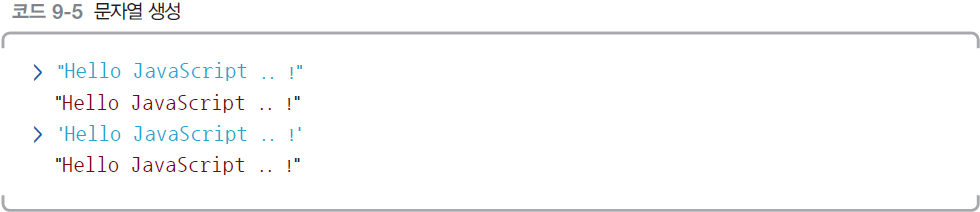 코드 9-5 문자열 생성
> "Hello JavaScript .. !"
"Hello JavaScript .. !"
> 'Hello JavaScript .. !'
"Hello JavaScript .. !"